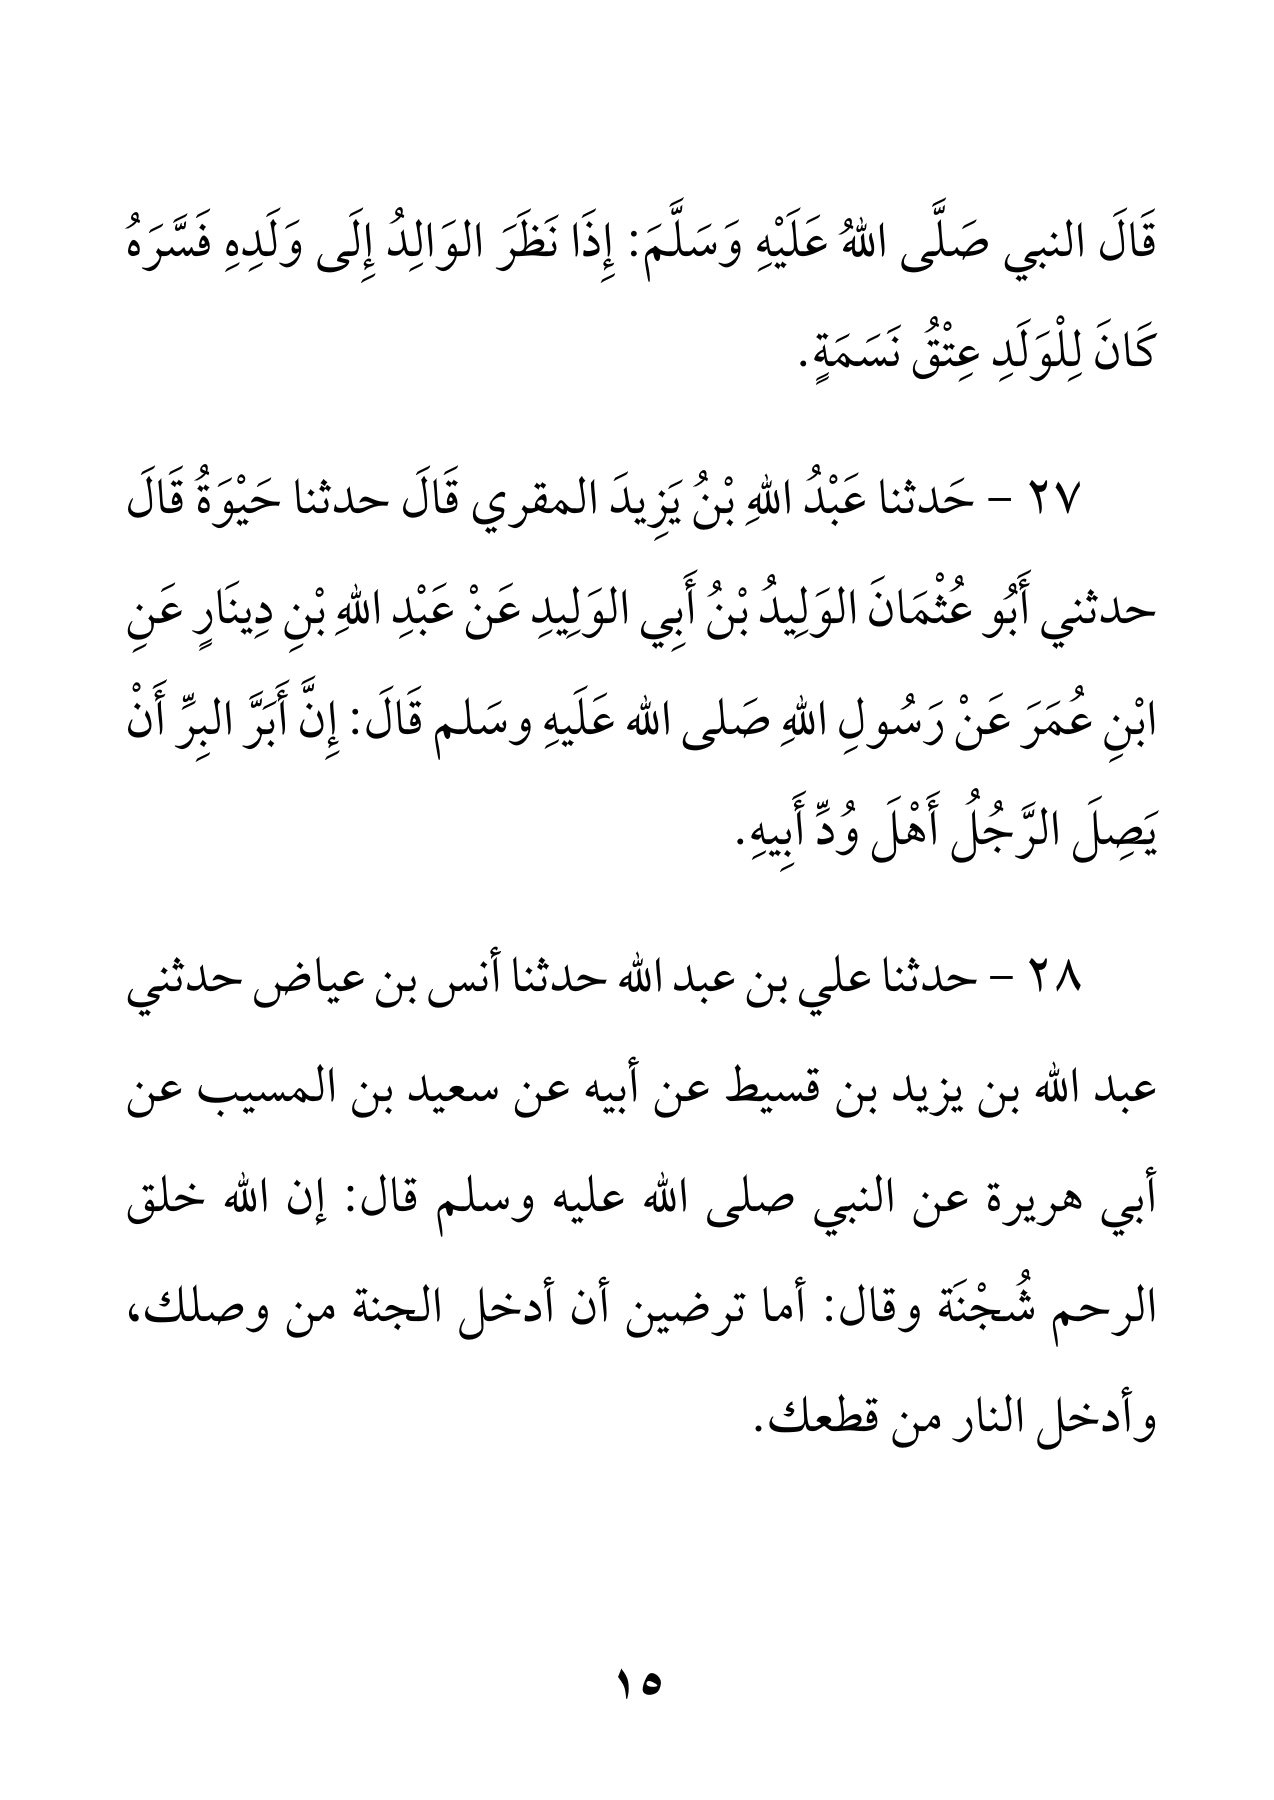 قَالَ النبي صَلَّى اللهُ عَلَيْهِ وَسَلَّمَ: إِذَا نَظَرَ الوَالِدُ إِلَى وَلَدِهِ فَسَّرَهُ
كَانَ لِلْوَلَدِ عِتْقُ نَسَمَةٍ.
٢٧ – حَدثنا عَبْدُ اللهِ بْنُ يَزِيدَ المقري قَالَ حدثنا حَيْوَةُ قَالَ
حدثني أَبُو عُثْمَانَ الوَلِيدُ بْنُ أَبِي الوَلِيدِ عَنْ عَبْدِ اللهِ بْنِ دِينَارٍ عَنِ
ابْنِ عُمَرَ عَنْ رَسُولِ اللهِ صَلى الله عَلَيهِ وسَلم قَالَ: إِنَّ أَبَرَّ البِرِّ أَنْ
يَصِلَ الرَّجُلُ أَهْلَ وُدِّ أَبِيهِ.
٢٨ – حدثنا علي بن عبد الله حدثنا أنس بن عياض حدثني
عبد الله بن يزيد بن قسيط عن أبيه عن سعيد بن المسيب عن
أبي هريرة عن النبي صلى الله عليه وسلم قال: إن الله خلق
الرحم شُجْنَة وقال: أما ترضين أن أدخل الجنة من وصلك،
وأدخل النار من قطعك.
١٥